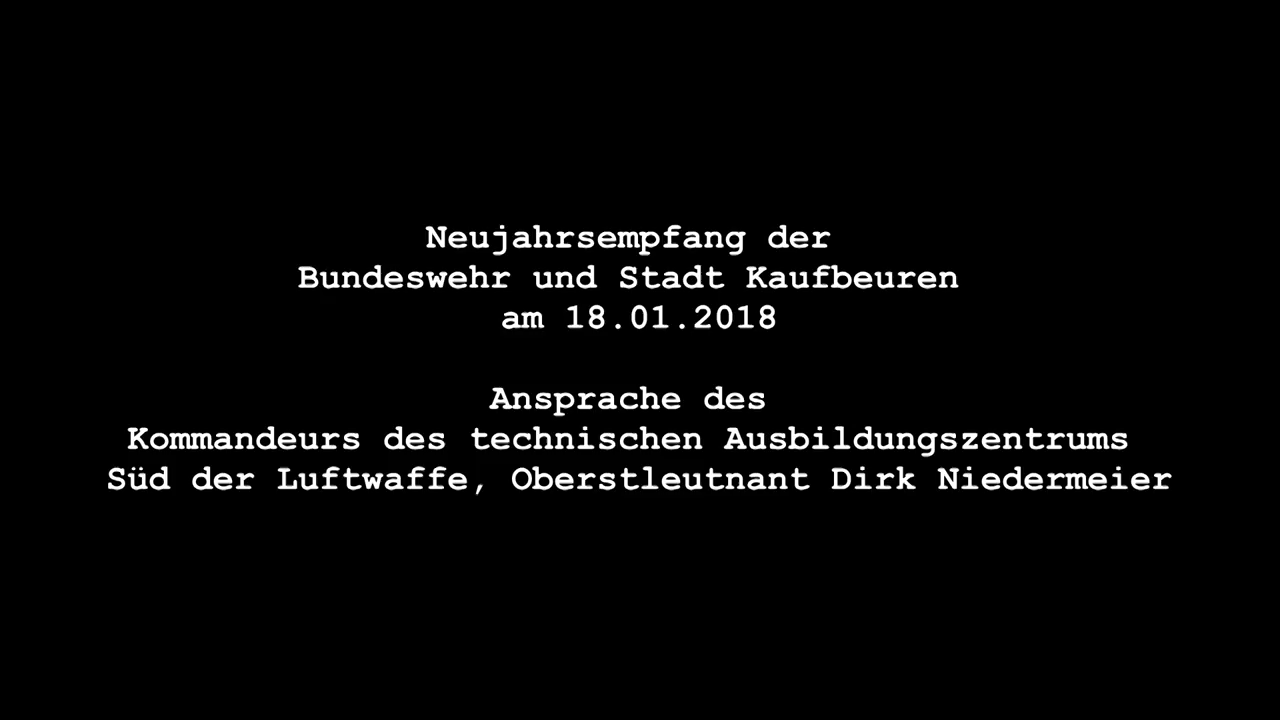 Neujahrsempfang der
Bundeswehr und Stadt Kaufbeuren
am 18.01.2018
Ansprache des
Kommandeurs des technischen Ausbildungszentrums
Süd der Luftwaffe, Oberstleutnant Dirk Niedermeier